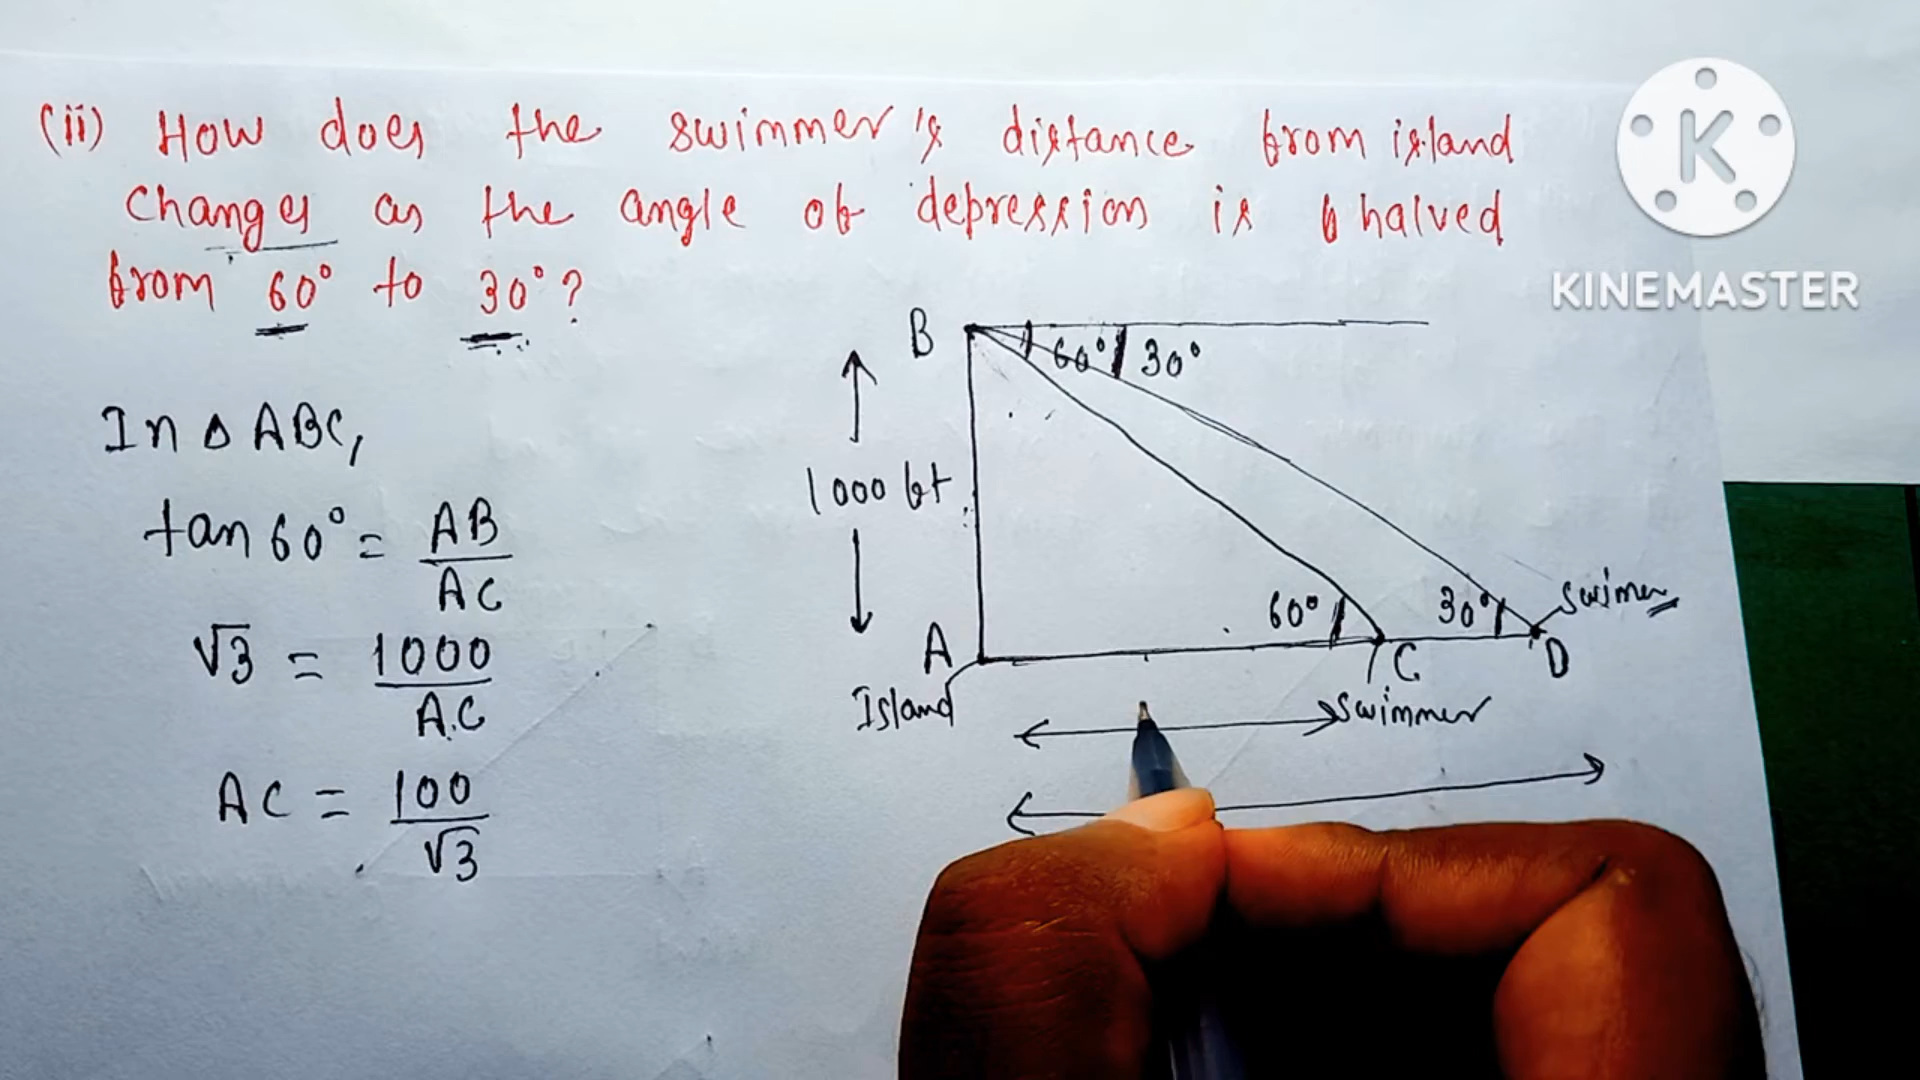 (ii) How does the swimmer's distance from island
changes as the angle of depression is halved
from 60° to 30°?
KINEMASTER
B
60° 30°
In △ ABC,
1000 ft
tan 60° = AB/AC
60° 30° swimer
√3 = 1000/AC
A C D
Island swimmer
AC = 100/√3